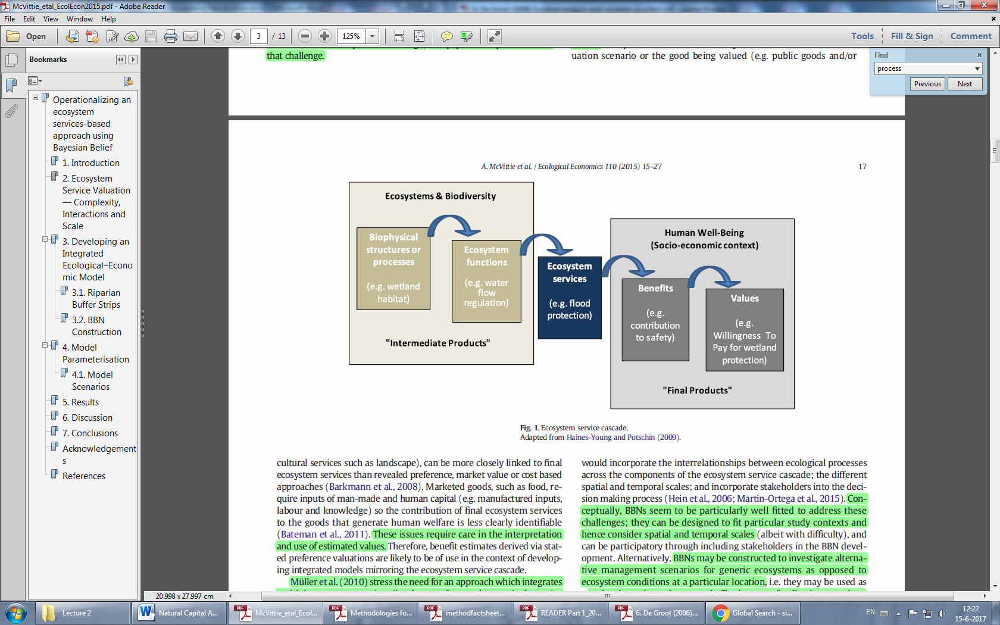 McVittie_etal_EcolEcon2015.pdf - Adobe Reader
File Edit View Window Help
Open
3 / 13
125%
Tools
Fill & Sign
Comment
Bookmarks
Operationalizing an
ecosystem
services-based
approach using
Bayesian Belief
1. Introduction
2. Ecosystem
Service Valuation
— Complexity,
Interactions and
Scale
3. Developing an
Integrated
Ecological–Econo
mic Model
3.1. Riparian
Buffer Strips
3.2. BBN
Construction
4. Model
Parameterisation
4.1. Model
Scenarios
5. Results
6. Discussion
7. Conclusions
Acknowledgement
s
References
that challenge.
uation scenario or the good being valued (e.g. public goods and/or
Find
process
Previous
Next
A. McVittie et al. / Ecological Economics 110 (2015) 15–27
17
Ecosystems & Biodiversity
Biophysical
structures or
processes
(e.g. wetland
habitat)
Ecosystem
functions
(e.g. water
flow
regulation)
"Intermediate Products"
Ecosystem
services
(e.g. flood
protection)
Human Well-Being
(Socio-economic context)
Benefits
(e.g.
contribution
to safety)
Values
(e.g.
Willingness To
Pay for wetland
protection)
"Final Products"
Fig. 1. Ecosystem service cascade.
Adapted from Haines-Young and Potschin (2009).
cultural services such as landscape), can be more closely linked to final
ecosystem services than revealed preference, market value or cost based
approaches (Barkmann et al., 2008). Marketed goods, such as food, re-
quire inputs of man-made and human capital (e.g. manufactured inputs,
labour and knowledge) so the contribution of final ecosystem services
to the goods that generate human welfare is less clearly identifiable
(Bateman et al., 2011). These issues require care in the interpretation
and use of estimated values. Therefore, benefit estimates derived via stat-
ed preference valuations are likely to be of use in the context of develop-
ing integrated models mirroring the ecosystem service cascade.
Müller et al. (2010) stress the need for an approach which integrates
would incorporate the interrelationships between ecological processes
across the components of the ecosystem service cascade; the different
spatial and temporal scales; and incorporate stakeholders into the deci-
sion making process (Hein et al., 2006; Martin-Ortega et al., 2015). Con-
ceptually, BBNs seem to be particularly well fitted to address these
challenges; they can be designed to fit particular study contexts and
hence consider spatial and temporal scales (albeit with difficulty), and
can be participatory through including stakeholders in the BBN devel-
opment. Alternatively, BBNs may be constructed to investigate alterna-
tive management scenarios for generic ecosystems as opposed to
ecosystem conditions at a particular location, i.e. they may be used as
20.998 x 27.997 cm
Lecture 2
Natural Capital A...
McVittie_etal_Ecol...
Methodologies fo...
methodfactsheet...
READER Part 1_20...
6. De Groot (2006)...
Global Search - si...
EN
12:22
15-6-2017